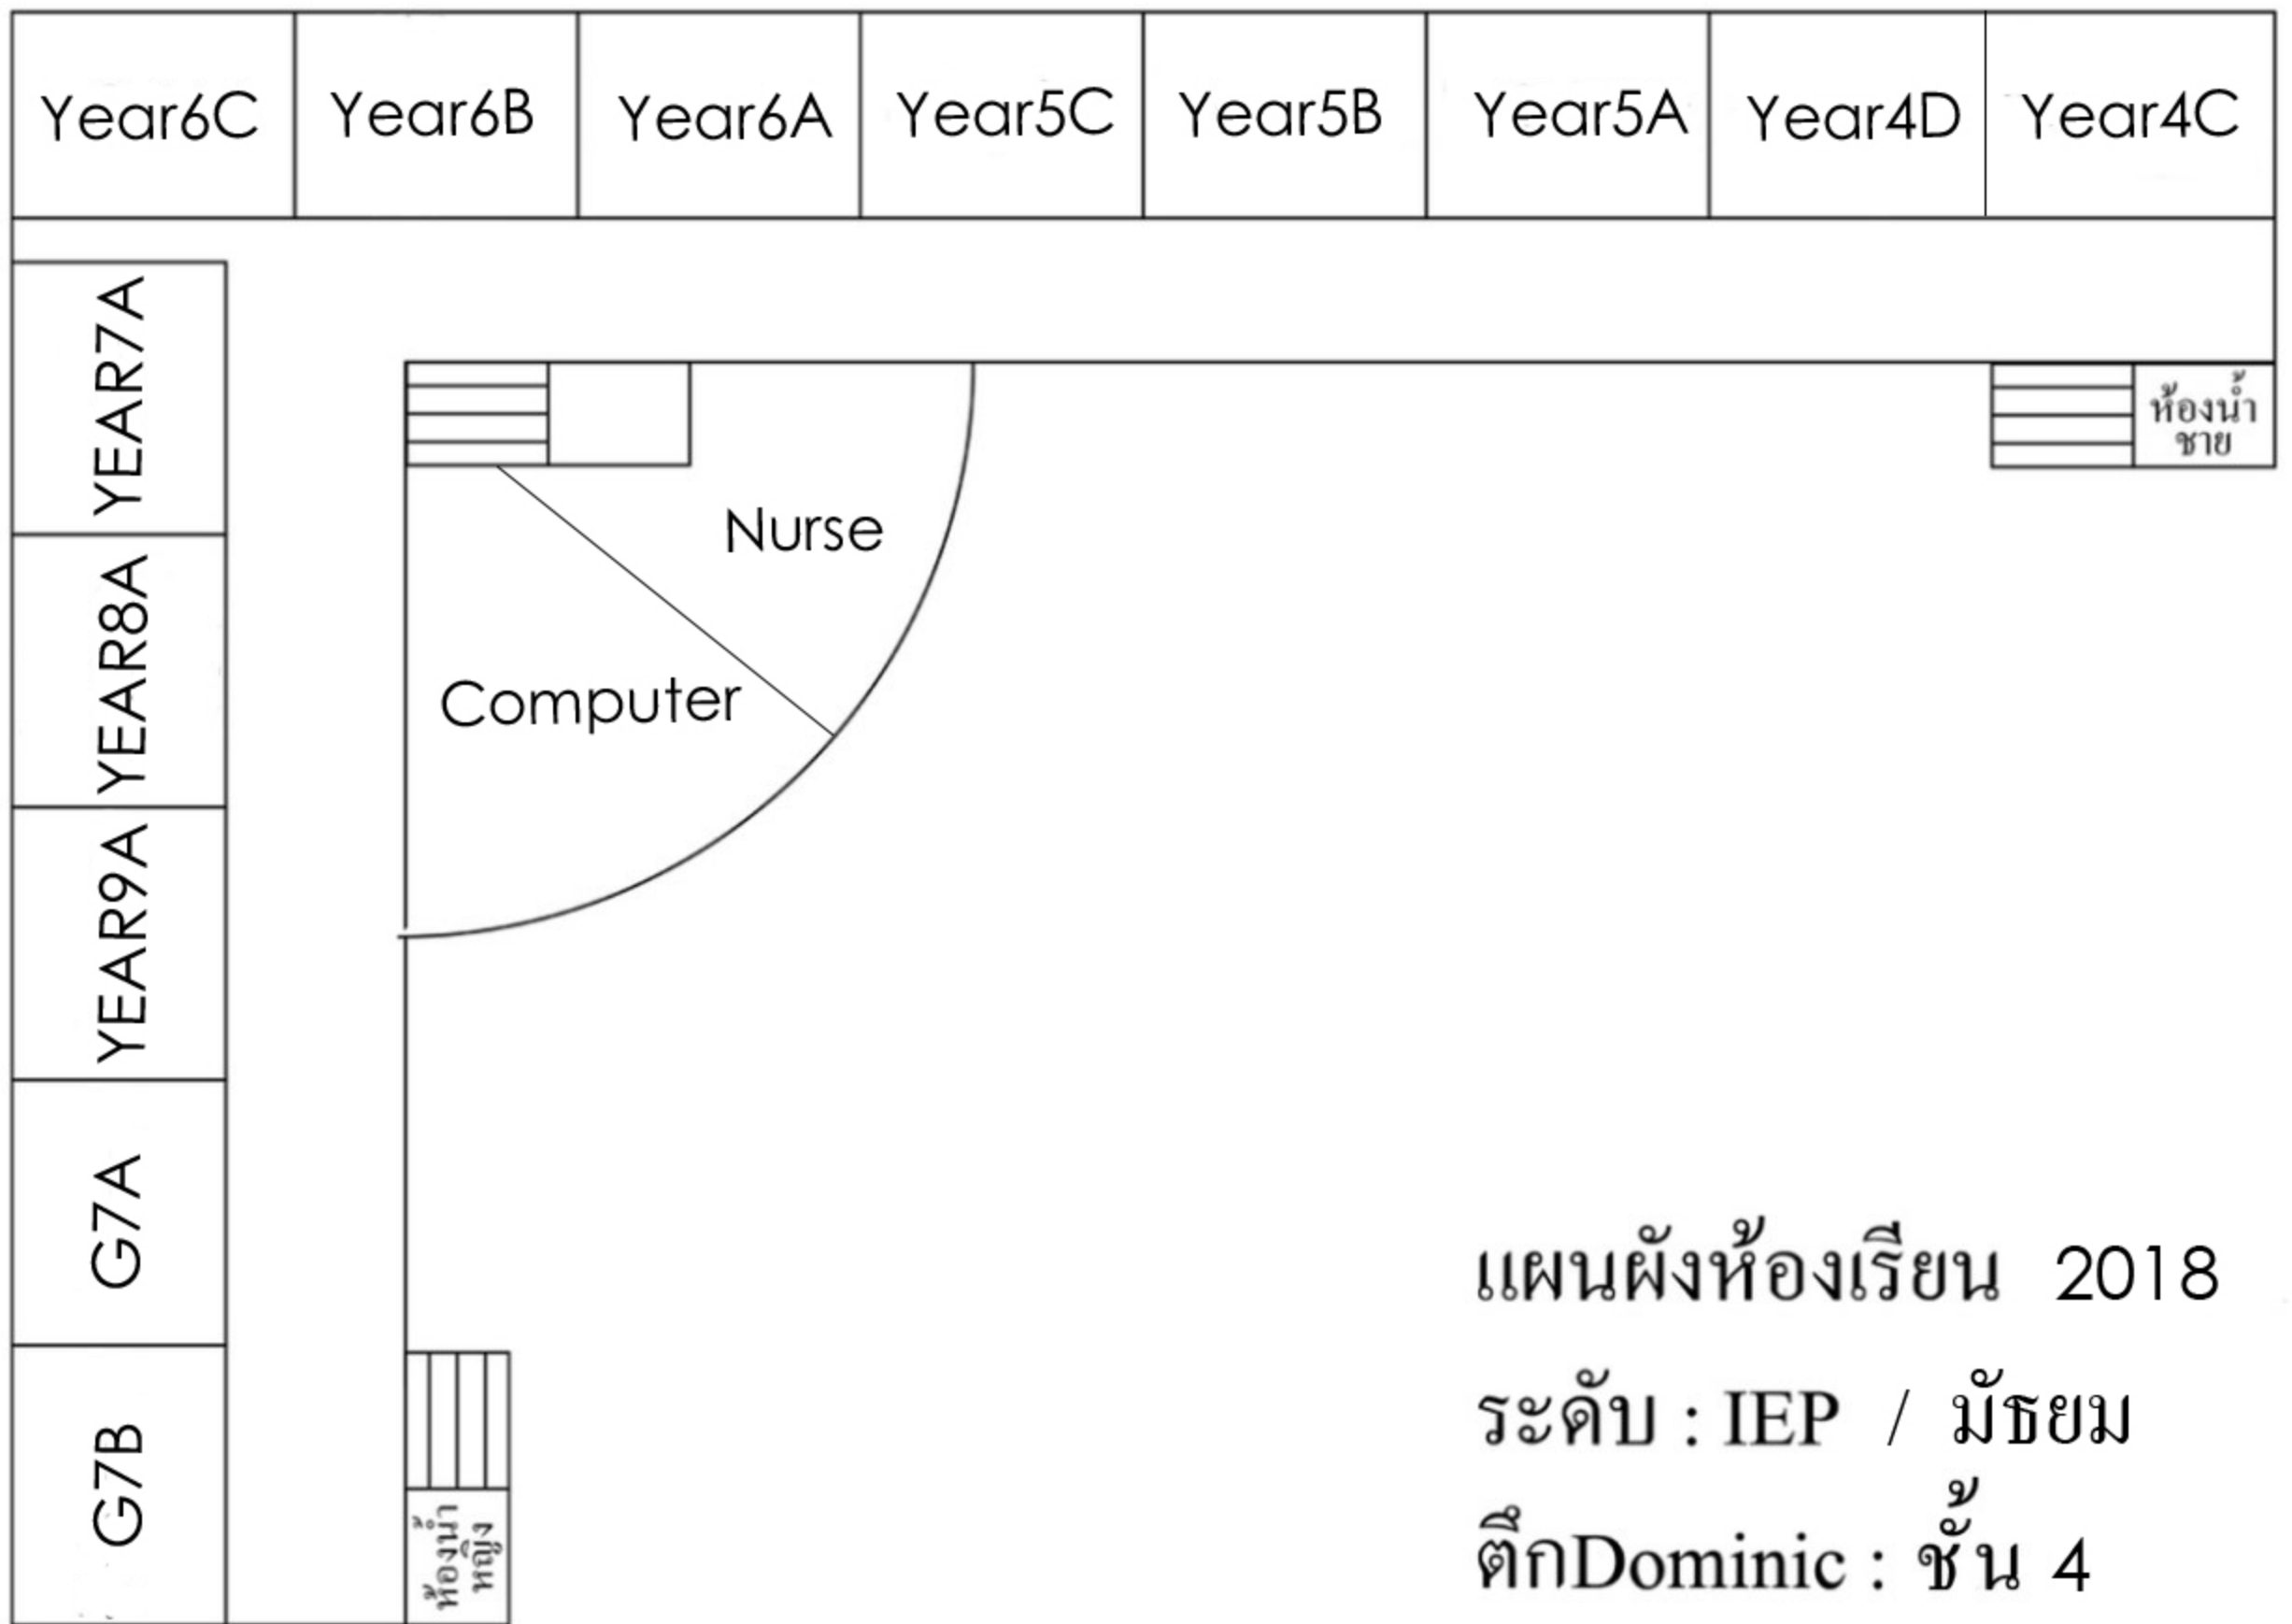 Year6C
Year6B
Year6A
Year5C
Year5B
Year5A
Year4D
Year4C
YEAR7A
YEAR8A
YEAR9A
G7A
G7B
Nurse
Computer
ห้องน้ำ
ชาย
ห้องน้ำ
หญิง
แผนผังห้องเรียน 2018
ระดับ : IEP / มัธยม
ตึกDominic : ชั้น 4